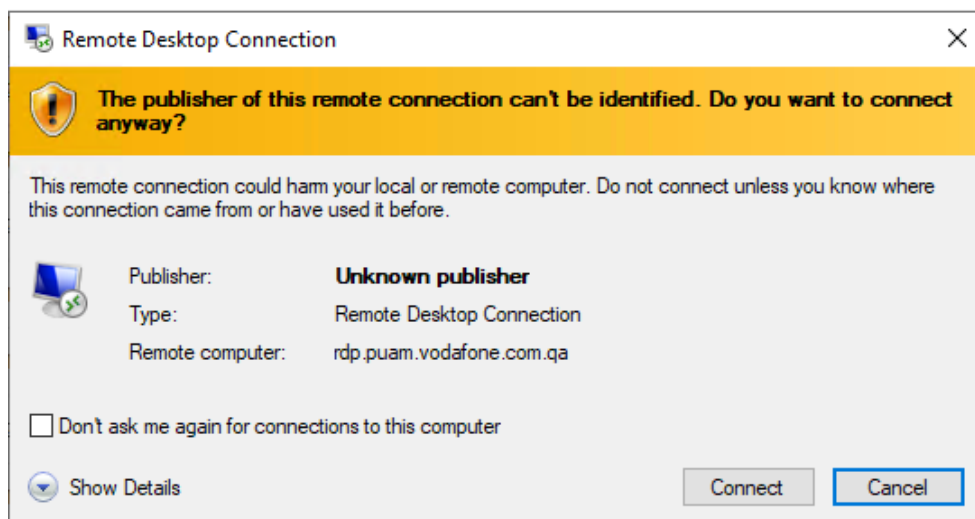 Remote Desktop Connection
The publisher of this remote connection can't be identified. Do you want to connect
anyway?
This remote connection could harm your local or remote computer. Do not connect unless you know where
this connection came from or have used it before.
Publisher: Unknown publisher
Type: Remote Desktop Connection
Remote computer: rdp.puam.vodafone.com.qa
Don't ask me again for connections to this computer
Show Details Connect Cancel